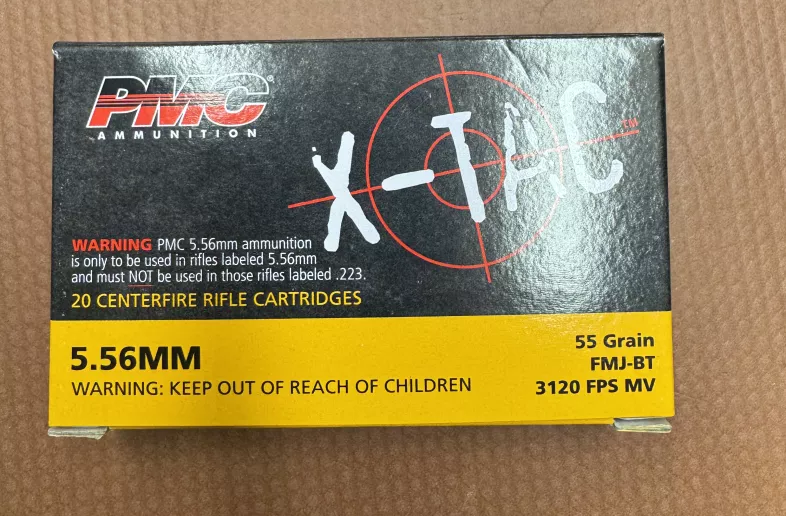 PMC®
AMMUNITION
X-TAC™
WARNING PMC 5.56mm ammunition
is only to be used in rifles labeled 5.56mm
and must NOT be used in those rifles labeled .223.
20 CENTERFIRE RIFLE CARTRIDGES
5.56MM
WARNING: KEEP OUT OF REACH OF CHILDREN
55 Grain
FMJ-BT
3120 FPS MV